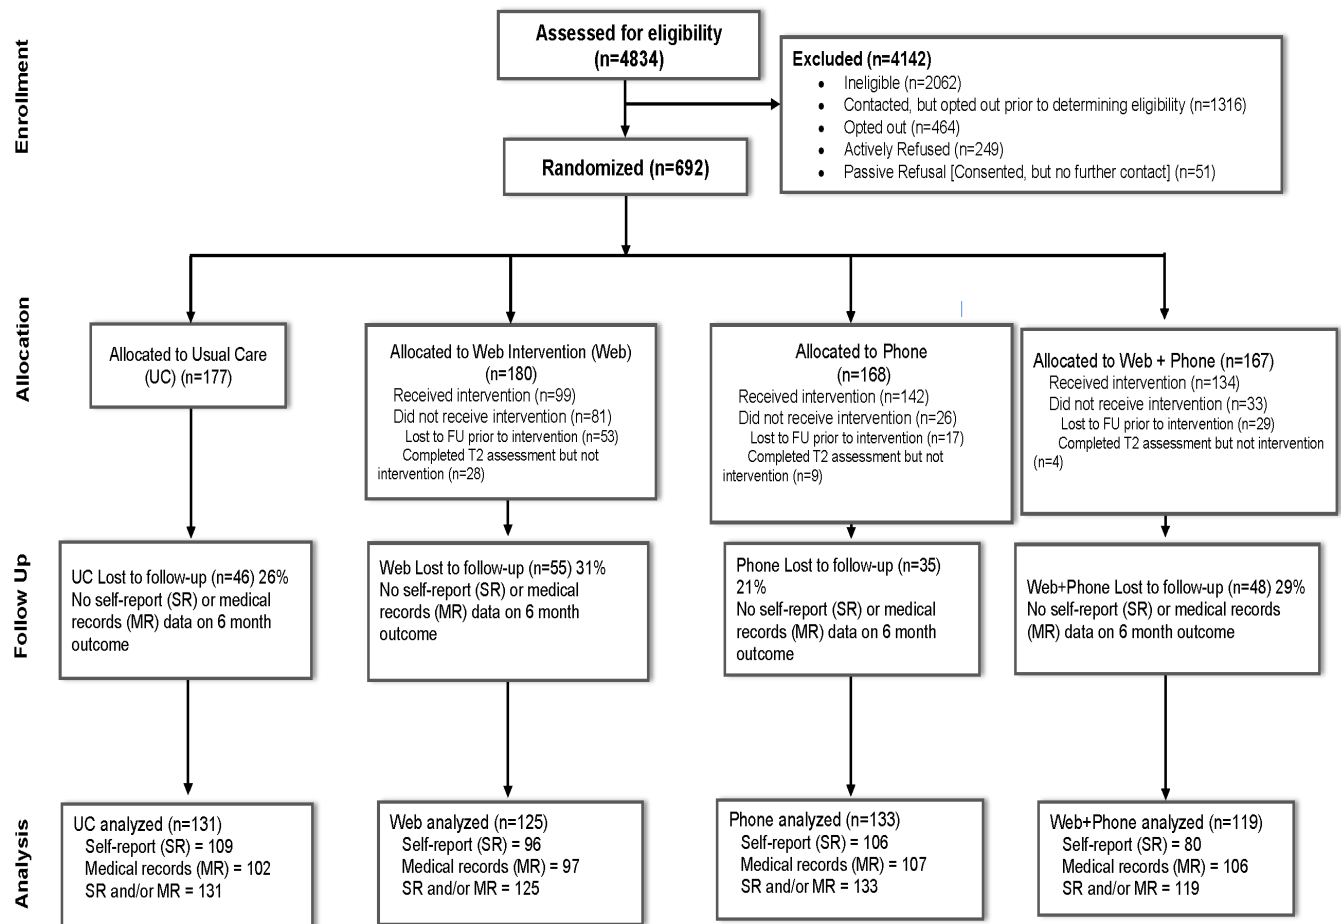 Enrollment
Assessed for eligibility
(n=4834)
Excluded (n=4142)
• Ineligible (n=2062)
• Contacted, but opted out prior to determining eligibility (n=1316)
• Opted out (n=464)
• Actively Refused (n=249)
• Passive Refusal [Consented, but no further contact] (n=51)
Randomized (n=692)
Allocation
Allocated to Usual Care
(UC) (n=177)
Allocated to Web Intervention (Web)
(n=180)
Received intervention (n=99)
Did not receive intervention (n=81)
Lost to FU prior to intervention (n=53)
Completed T2 assessment but not
intervention (n=28)
Allocated to Phone
(n=168)
Received intervention (n=142)
Did not receive intervention (n=26)
Lost to FU prior to intervention (n=17)
Completed T2 assessment but not
intervention (n=9)
Allocated to Web + Phone (n=167)
Received intervention (n=134)
Did not receive intervention (n=33)
Lost to FU prior to intervention (n=29)
Completed T2 assessment but not intervention
(n=4)
Follow Up
UC Lost to follow-up (n=46) 26%
No self-report (SR) or medical
records (MR) data on 6 month
outcome
Web Lost to follow-up (n=55) 31%
No self-report (SR) or medical
records (MR) data on 6 month
outcome
Phone Lost to follow-up (n=35)
21%
No self-report (SR) or medical
records (MR) data on 6 month
outcome
Web+Phone Lost to follow-up (n=48) 29%
No self-report (SR) or medical records
(MR) data on 6 month outcome
Analysis
UC analyzed (n=131)
Self-report (SR) = 109
Medical records (MR) = 102
SR and/or MR = 131
Web analyzed (n=125)
Self-report (SR) = 96
Medical records (MR) = 97
SR and/or MR = 125
Phone analyzed (n=133)
Self-report (SR) = 106
Medical records (MR) = 107
SR and/or MR = 133
Web+Phone analyzed (n=119)
Self-report (SR) = 80
Medical records (MR) = 106
SR and/or MR = 119